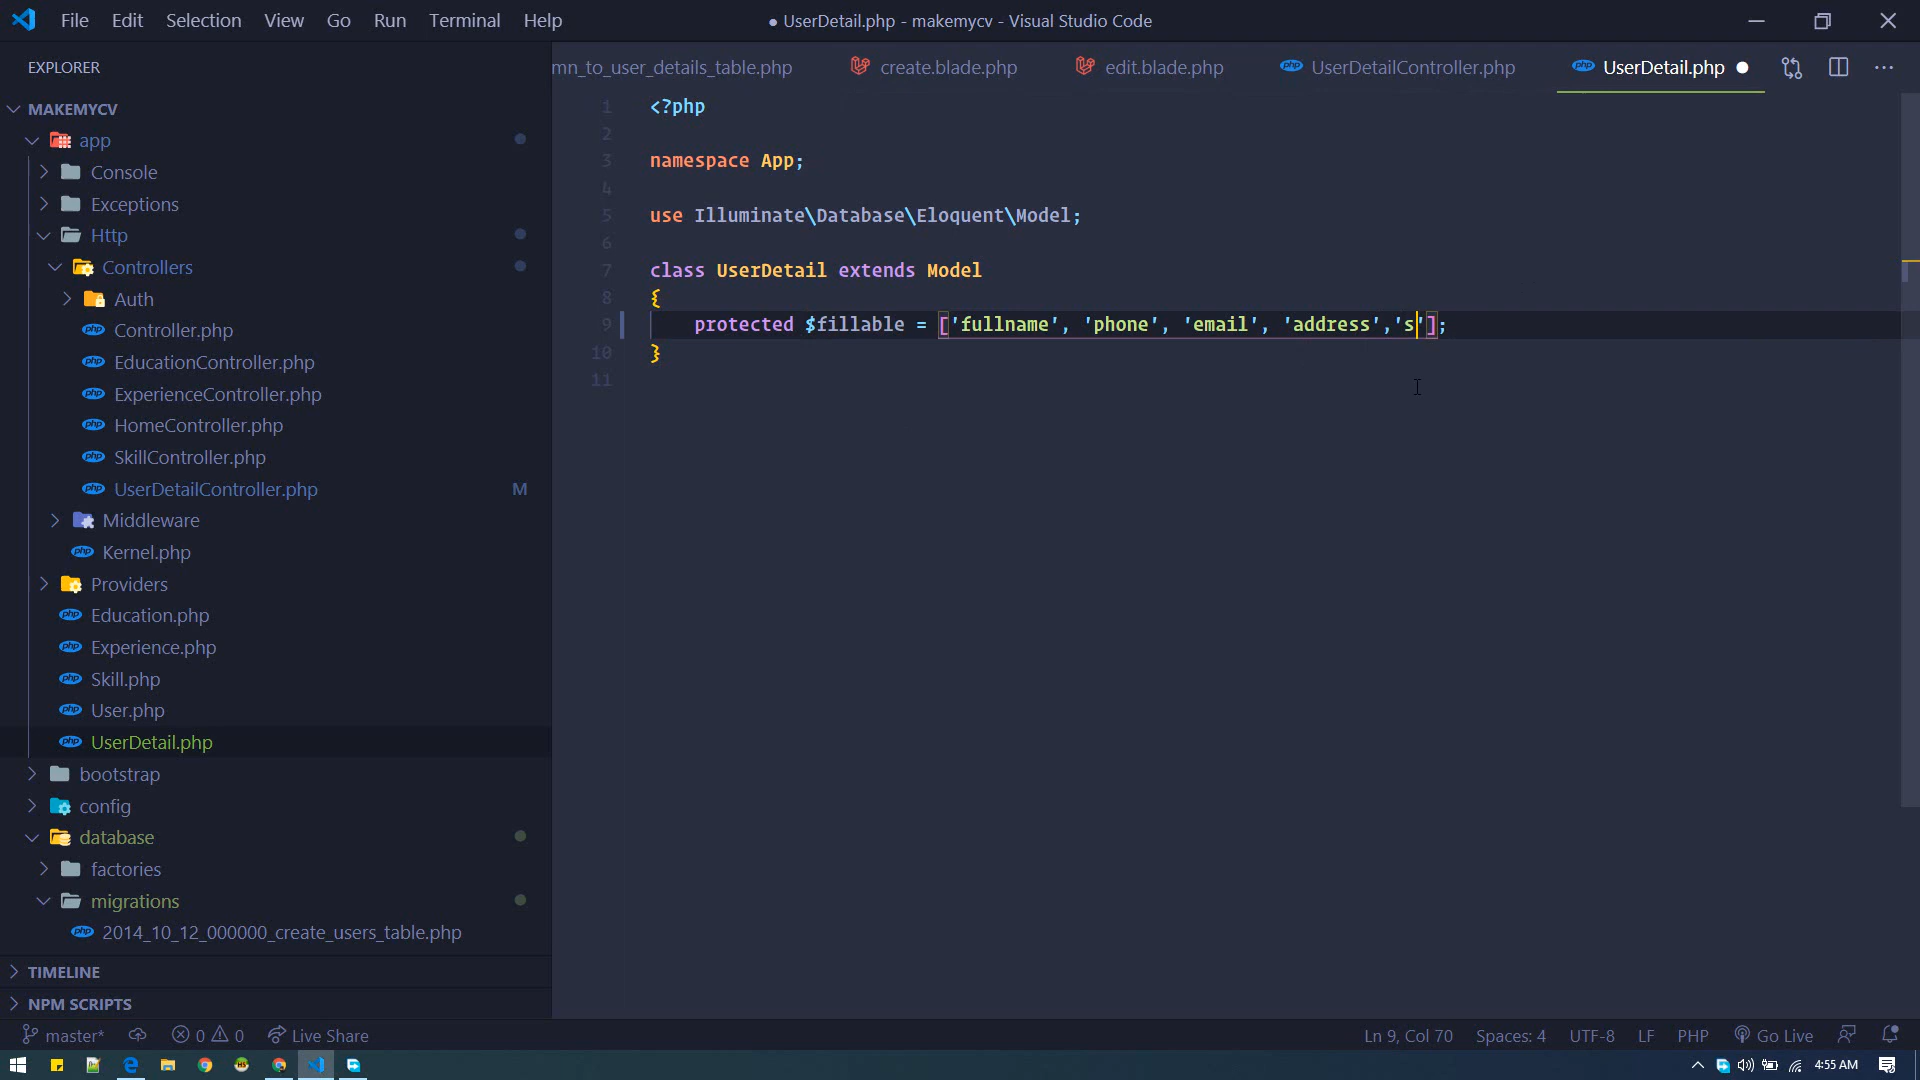 File Edit Selection View Go Run Terminal Help
● UserDetail.php - makemycv - Visual Studio Code
EXPLORER
mn_to_user_details_table.php
create.blade.php
edit.blade.php
UserDetailController.php
UserDetail.php
MAKEMYCV
app
Console
Exceptions
Http
Controllers
Auth
Controller.php
EducationController.php
ExperienceController.php
HomeController.php
SkillController.php
UserDetailController.php M
Middleware
Kernel.php
Providers
Education.php
Experience.php
Skill.php
User.php
UserDetail.php
bootstrap
config
database
factories
migrations
2014_10_12_000000_create_users_table.php
TIMELINE
NPM SCRIPTS
1 <?php
2
3 namespace App;
4
5 use Illuminate\Database\Eloquent\Model;
6
7 class UserDetail extends Model
8 {
9 protected $fillable = ['fullname', 'phone', 'email', 'address','s'];
10 }
11
master* 0 0 Live Share
Ln 9, Col 70 Spaces: 4 UTF-8 LF PHP Go Live
4:55 AM